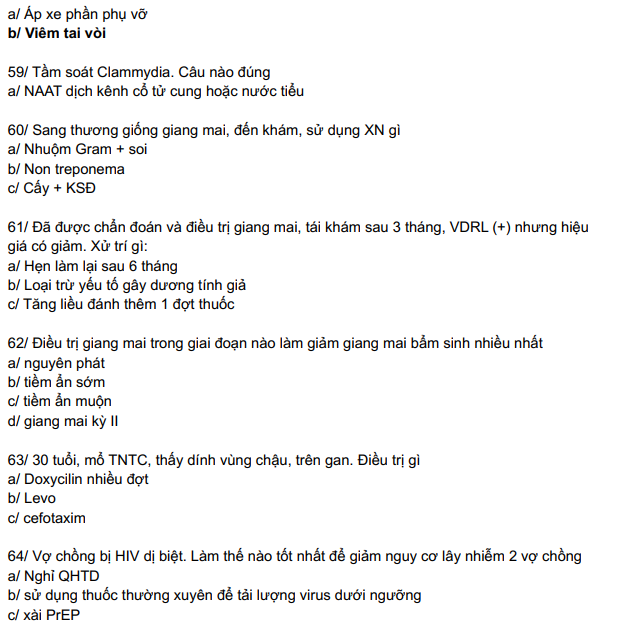 a/ Áp xe phần phụ vỡ
b/ Viêm tai vòi
59/ Tầm soát Clammydia. Câu nào đúng
a/ NAAT dịch kênh cổ tử cung hoặc nước tiểu
60/ Sang thương giống giang mai, đến khám, sử dụng XN gì
a/ Nhuộm Gram + soi
b/ Non treponema
c/ Cấy + KSĐ
61/ Đã được chẩn đoán và điều trị giang mai, tái khám sau 3 tháng, VDRL (+) nhưng hiệu
giá có giảm. Xử trí gì:
a/ Hẹn làm lại sau 6 tháng
b/ Loại trừ yếu tố gây dương tính giả
c/ Tăng liều đánh thêm 1 đợt thuốc
62/ Điều trị giang mai trong giai đoạn nào làm giảm giang mai bẩm sinh nhiều nhất
a/ nguyên phát
b/ tiềm ẩn sớm
c/ tiềm ẩn muộn
d/ giang mai kỳ II
63/ 30 tuổi, mổ TNTC, thấy dính vùng chậu, trên gan. Điều trị gì
a/ Doxycilin nhiều đợt
b/ Levo
c/ cefotaxim
64/ Vợ chồng bị HIV dị biệt. Làm thế nào tốt nhất để giảm nguy cơ lây nhiễm 2 vợ chồng
a/ Nghỉ QHTD
b/ sử dụng thuốc thường xuyên để tải lượng virus dưới ngưỡng
c/ xài PrEP